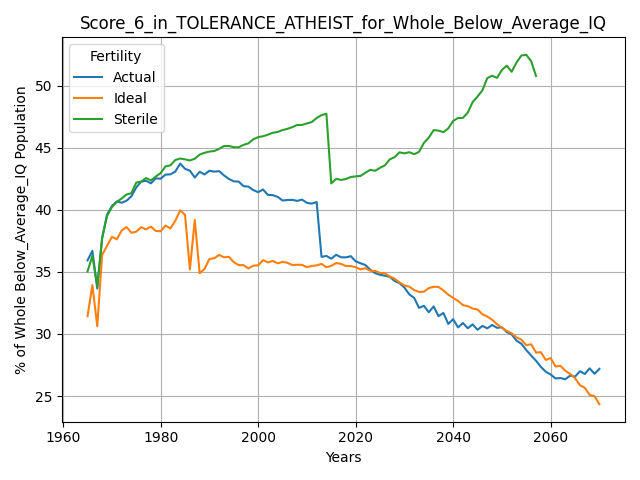 Score_6_in_TOLERANCE_ATHEIST_for_Whole_Below_Average_IQ
Fertility
Actual
Ideal
Sterile
% of Whole Below_Average_IQ Population
50
45
40
35
30
25
1960
1980
2000
2020
2040
2060
Years